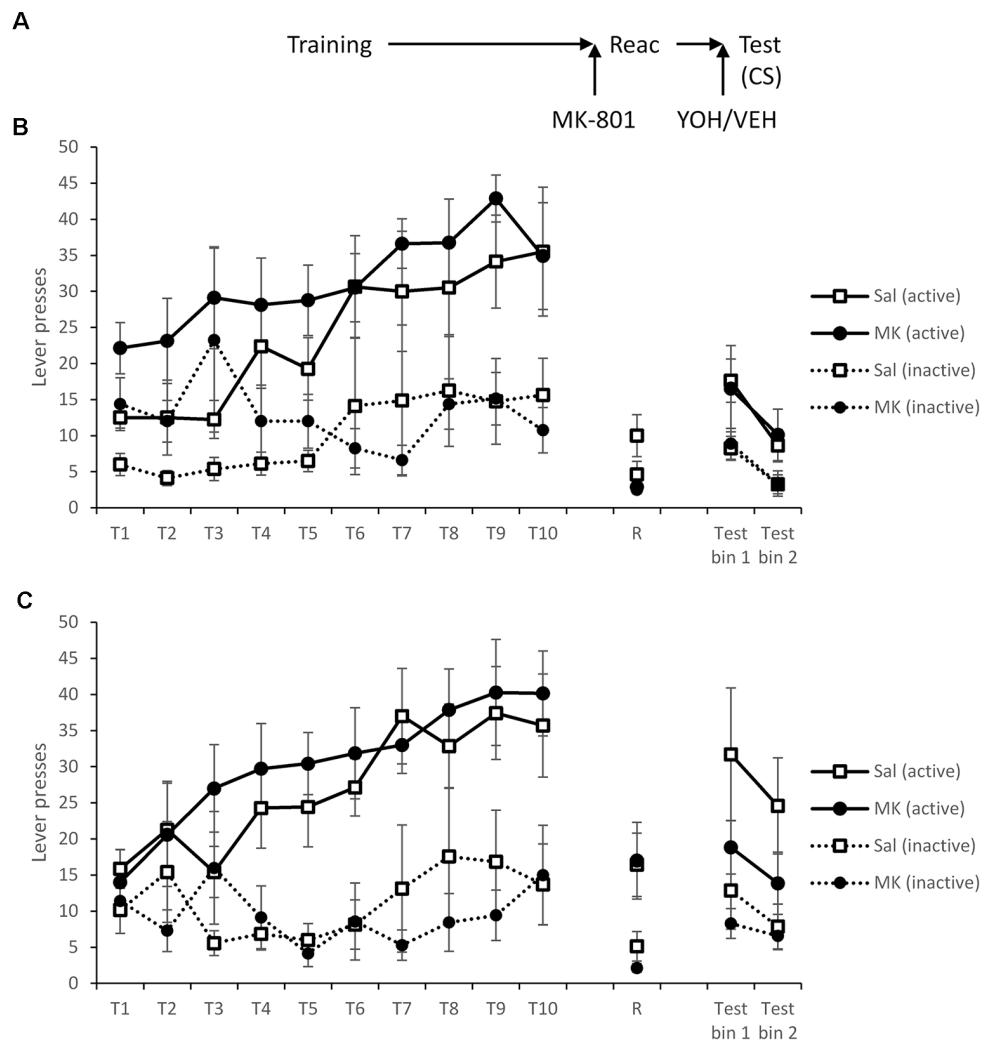 A
Training Reac Test
(CS)
MK-801 YOH/VEH
B
50
45
40
35
30
25
20
15
10
5
0
Lever presses
T1 T2 T3 T4 T5 T6 T7 T8 T9 T10 R Test Test
bin 1 bin 2
Sal (active)
MK (active)
Sal (inactive)
MK (inactive)
C
50
45
40
35
30
25
20
15
10
5
0
Lever presses
T1 T2 T3 T4 T5 T6 T7 T8 T9 T10 R Test Test
bin 1 bin 2
Sal (active)
MK (active)
Sal (inactive)
MK (inactive)